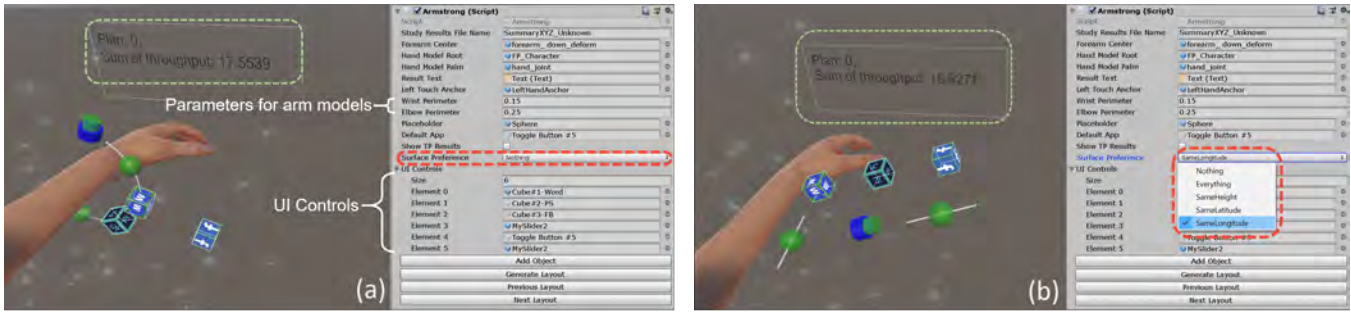 Armstrong (Script)
Script Armstrong
Study Results File Name SummaryXYZ_Unknown
Forearm Center forearm_ down_deform
Hand Model Root FP_Character
Hand Model Palm hand_joint
Result Text Text (Text)
Left Touch Anchor LeftHandAnchor
Wrist Perimeter 0.15
Elbow Perimeter 0.25
Placeholder Sphere
Default App Toggle Button #5
Show TP Results
Surface Preference Nothing
UI Controls
Size 6
Element 0 Cube#1-Word
Element 1 Cube#2-PS
Element 2 Cube#3-FB
Element 3 MySlider2
Element 4 Toggle Button #5
Element 5 MySlider2
Add Object
Generate Layout
Previous Layout
Next Layout
Plan: 0,
Sum of throughput: 17.5539
Parameters for arm models
UI Controls
(a)
Armstrong (Script)
Script Armstrong
Study Results File Name SummaryXYZ_Unknown
Forearm Center forearm_ down_deform
Hand Model Root FP_Character
Hand Model Palm hand_joint
Result Text Text (Text)
Left Touch Anchor LeftHandAnchor
Wrist Perimeter 0.15
Elbow Perimeter 0.25
Placeholder Sphere
Default App Toggle Button #5
Show TP Results
Surface Preference SameLongitude
UI Controls
Size
Nothing
Everything
SameHeight
SameLatitude
SameLongitude
Element 0
Element 1
Element 2
Element 3
Element 4 Toggle Button #5
Element 5 MySlider2
Add Object
Generate Layout
Previous Layout
Next Layout
Plan: 0,
Sum of throughput:
(b)